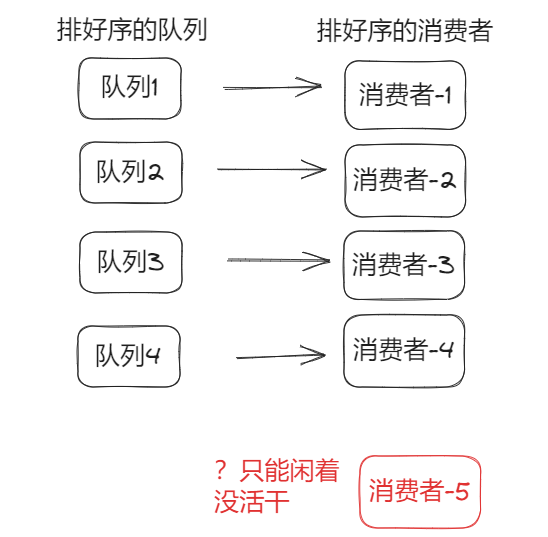 排好序的队列
排好序的消费者
队列1
消费者-1
队列2
消费者-2
队列3
消费者-3
队列4
消费者-4
？只能闲着
没活干
消费者-5